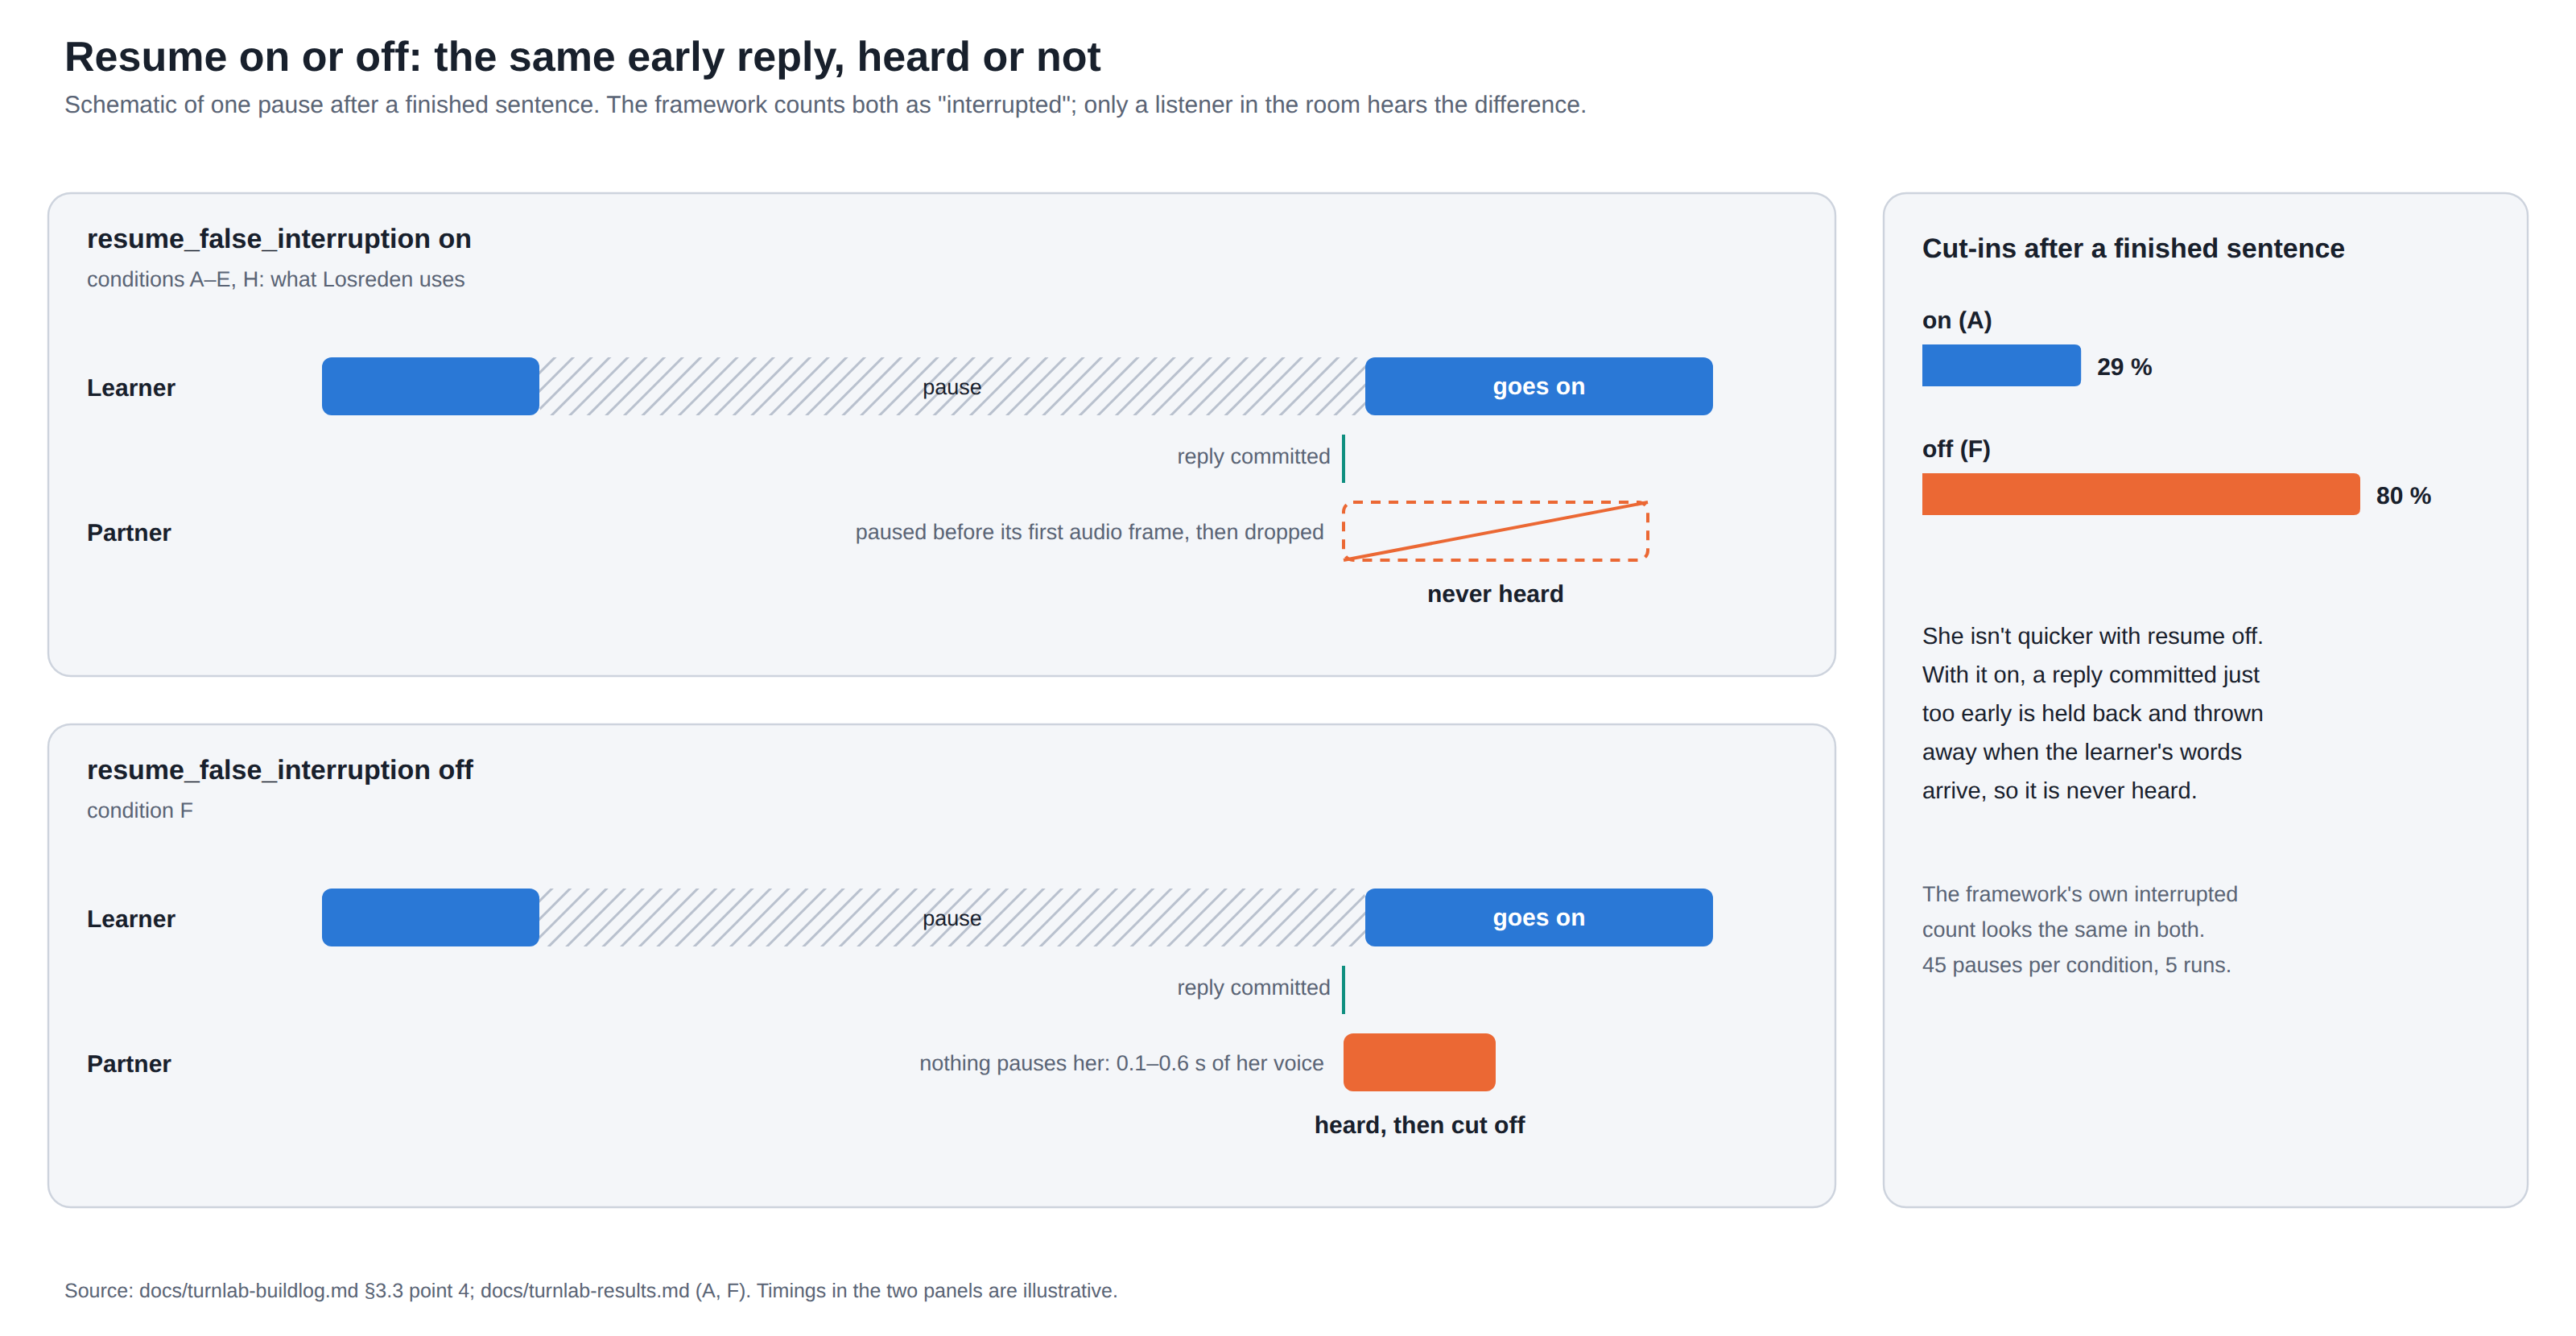 Resume on or off: the same early reply, heard or not
Schematic of one pause after a finished sentence. The framework counts both as "interrupted"; only a listener in the room hears the difference.
resume_false_interruption on
conditions A–E, H: what Losreden uses
Learner
pause
goes on
reply committed
Partner
paused before its first audio frame, then dropped
never heard
resume_false_interruption off
condition F
Learner
pause
goes on
reply committed
Partner
nothing pauses her: 0.1–0.6 s of her voice
heard, then cut off
Cut-ins after a finished sentence
on (A)
29 %
off (F)
80 %
She isn't quicker with resume off.
With it on, a reply committed just
too early is held back and thrown
away when the learner's words
arrive, so it is never heard.
The framework's own interrupted
count looks the same in both.
45 pauses per condition, 5 runs.
Source: docs/turnlab-buildlog.md §3.3 point 4; docs/turnlab-results.md (A, F). Timings in the two panels are illustrative.